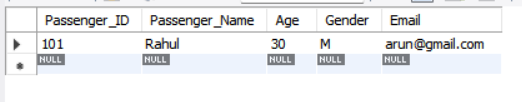 Passenger_ID Passenger_Name Age Gender Email
101 Rahul 30 M arun@gmail.com
NULL NULL NULL NULL NULL